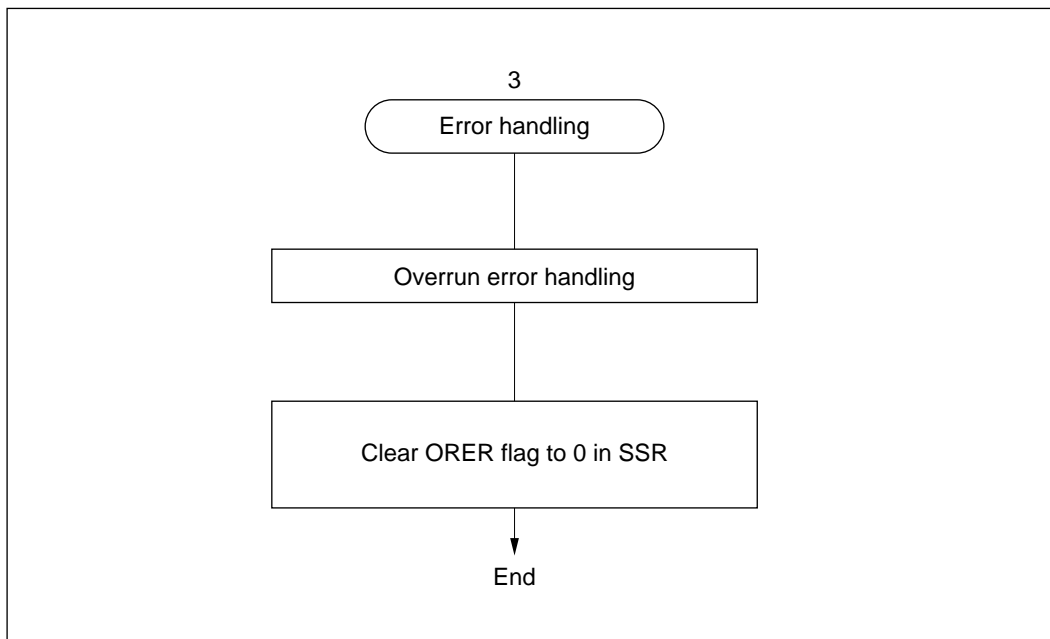 3
Error handling
Overrun error handling
Clear ORER flag to 0 in SSR
End